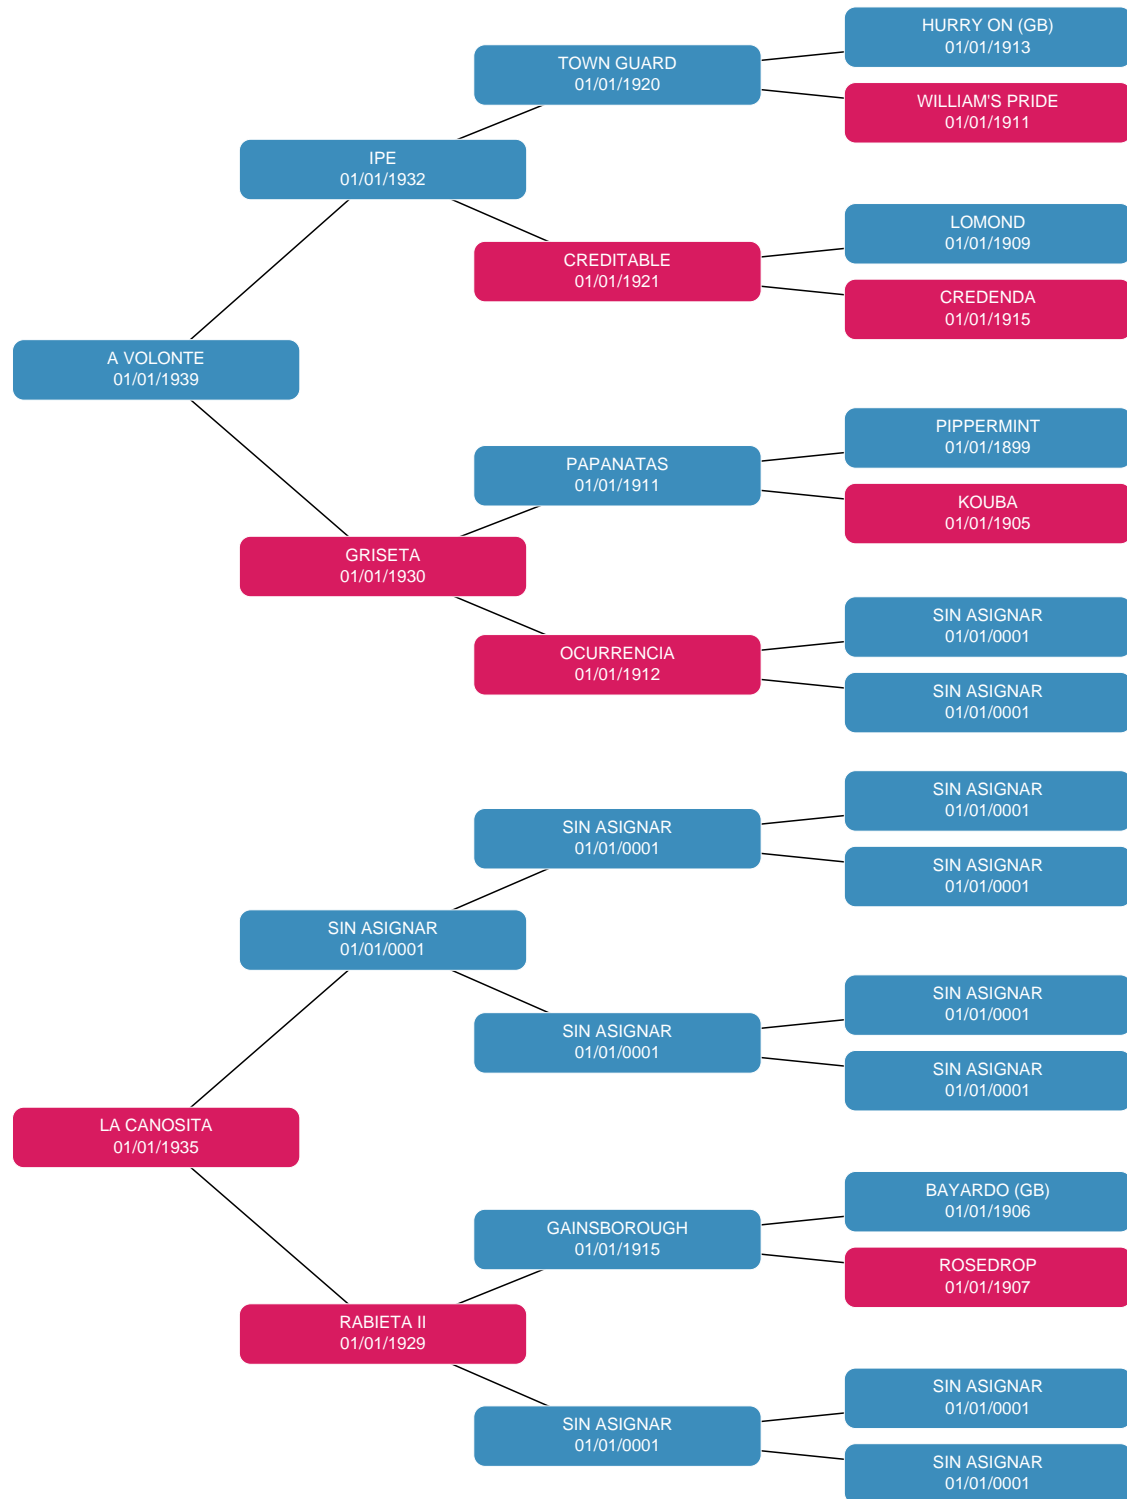 HURRY ON (GB)
01/01/1913
TOWN GUARD
01/01/1920
WILLIAM'S PRIDE
01/01/1911
IPE
01/01/1932
LOMOND
01/01/1909
CREDITABLE
01/01/1921
CREDENDA
01/01/1915
A VOLONTE
01/01/1939
PIPPERMINT
01/01/1899
PAPANATAS
01/01/1911
KOUBA
01/01/1905
GRISETA
01/01/1930
SIN ASIGNAR
01/01/0001
OCURRENCIA
01/01/1912
SIN ASIGNAR
01/01/0001
SIN ASIGNAR
01/01/0001
SIN ASIGNAR
01/01/0001
SIN ASIGNAR
01/01/0001
SIN ASIGNAR
01/01/0001
SIN ASIGNAR
01/01/0001
SIN ASIGNAR
01/01/0001
SIN ASIGNAR
01/01/0001
LA CANOSITA
01/01/1935
BAYARDO (GB)
01/01/1906
GAINSBOROUGH
01/01/1915
ROSEDROP
01/01/1907
RABIETA II
01/01/1929
SIN ASIGNAR
01/01/0001
SIN ASIGNAR
01/01/0001
SIN ASIGNAR
01/01/0001